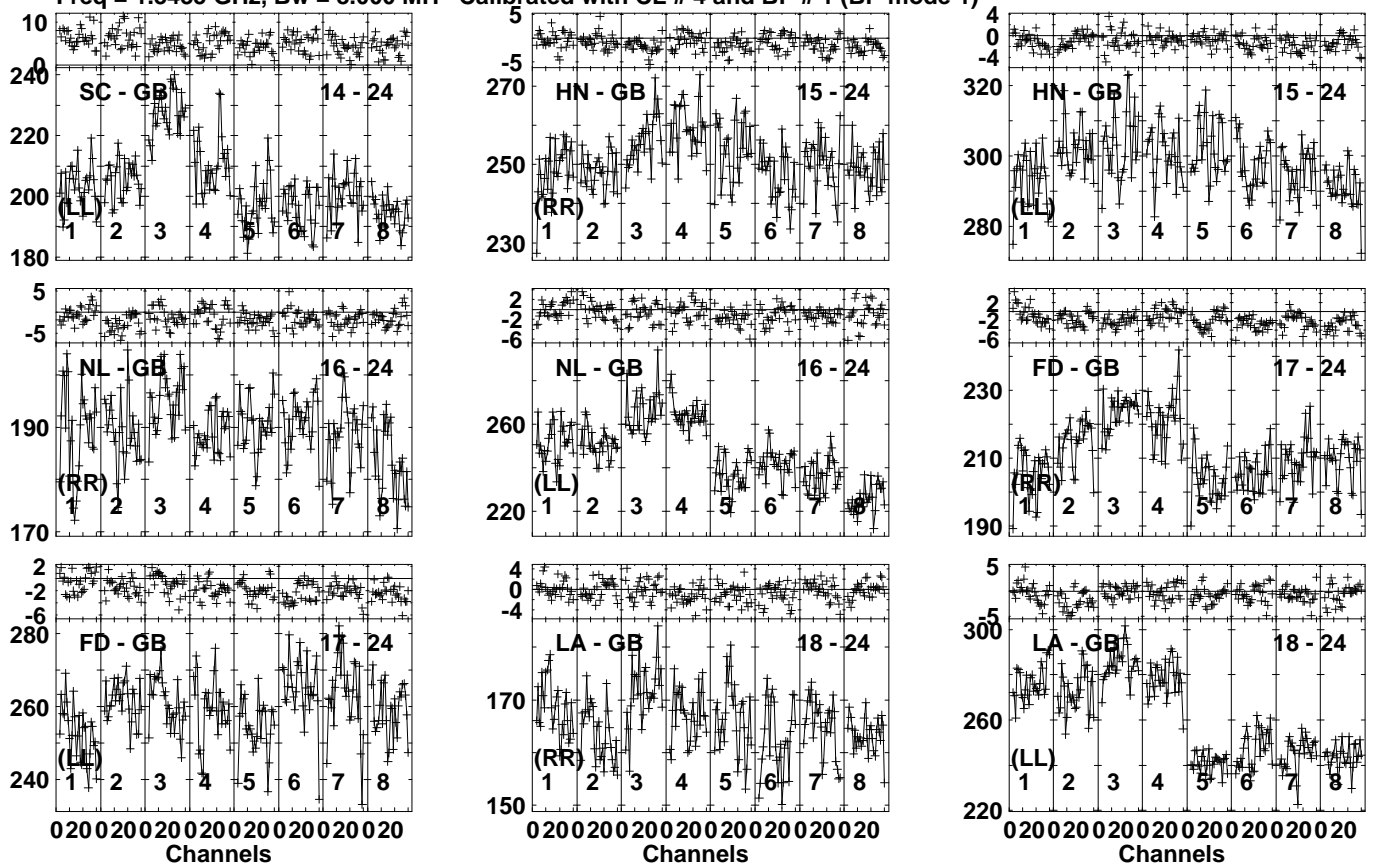 10 5 4
0 -5 0 -4
240 SC - GB 14 - 24 270 HN - GB 15 - 24 320 HN - GB 15 - 24
220
200 250 300
(LL) (RR) (LL)
1 2 3 4 5 6 7 8 230 1 2 3 4 5 6 7 8 280 1 2 3 4 5 6 7 8
180
5 2 2
-5 -2 -6 -2 -6
NL - GB 16 - 24 NL - GB 16 - 24 FD - GB 17 - 24
190 260 230
210
(RR) (LL) (RR)
1 2 3 4 5 6 7 8 220 1 2 3 4 5 6 7 8 190 1 2 3 4 5 6 7 8
170
2 4 5
-2 0
-6 -4 -5
280 FD - GB 17 - 24 LA - GB 18 - 24 300 LA - GB 18 - 24
260 170 260
(LL) (RR) (LL)
240 1 2 3 4 5 6 7 8 150 1 2 3 4 5 6 7 8 220 1 2 3 4 5 6 7 8
0 20 0 20 0 20 0 20 0 20 0 20 0 20 0 20 0 20 0 20 0 20 0 20 0 20 0 20 0 20 0 20 0 20 0 20 0 20 0 20 0 20 0 20 0 20 0 20
Channels Channels Channels